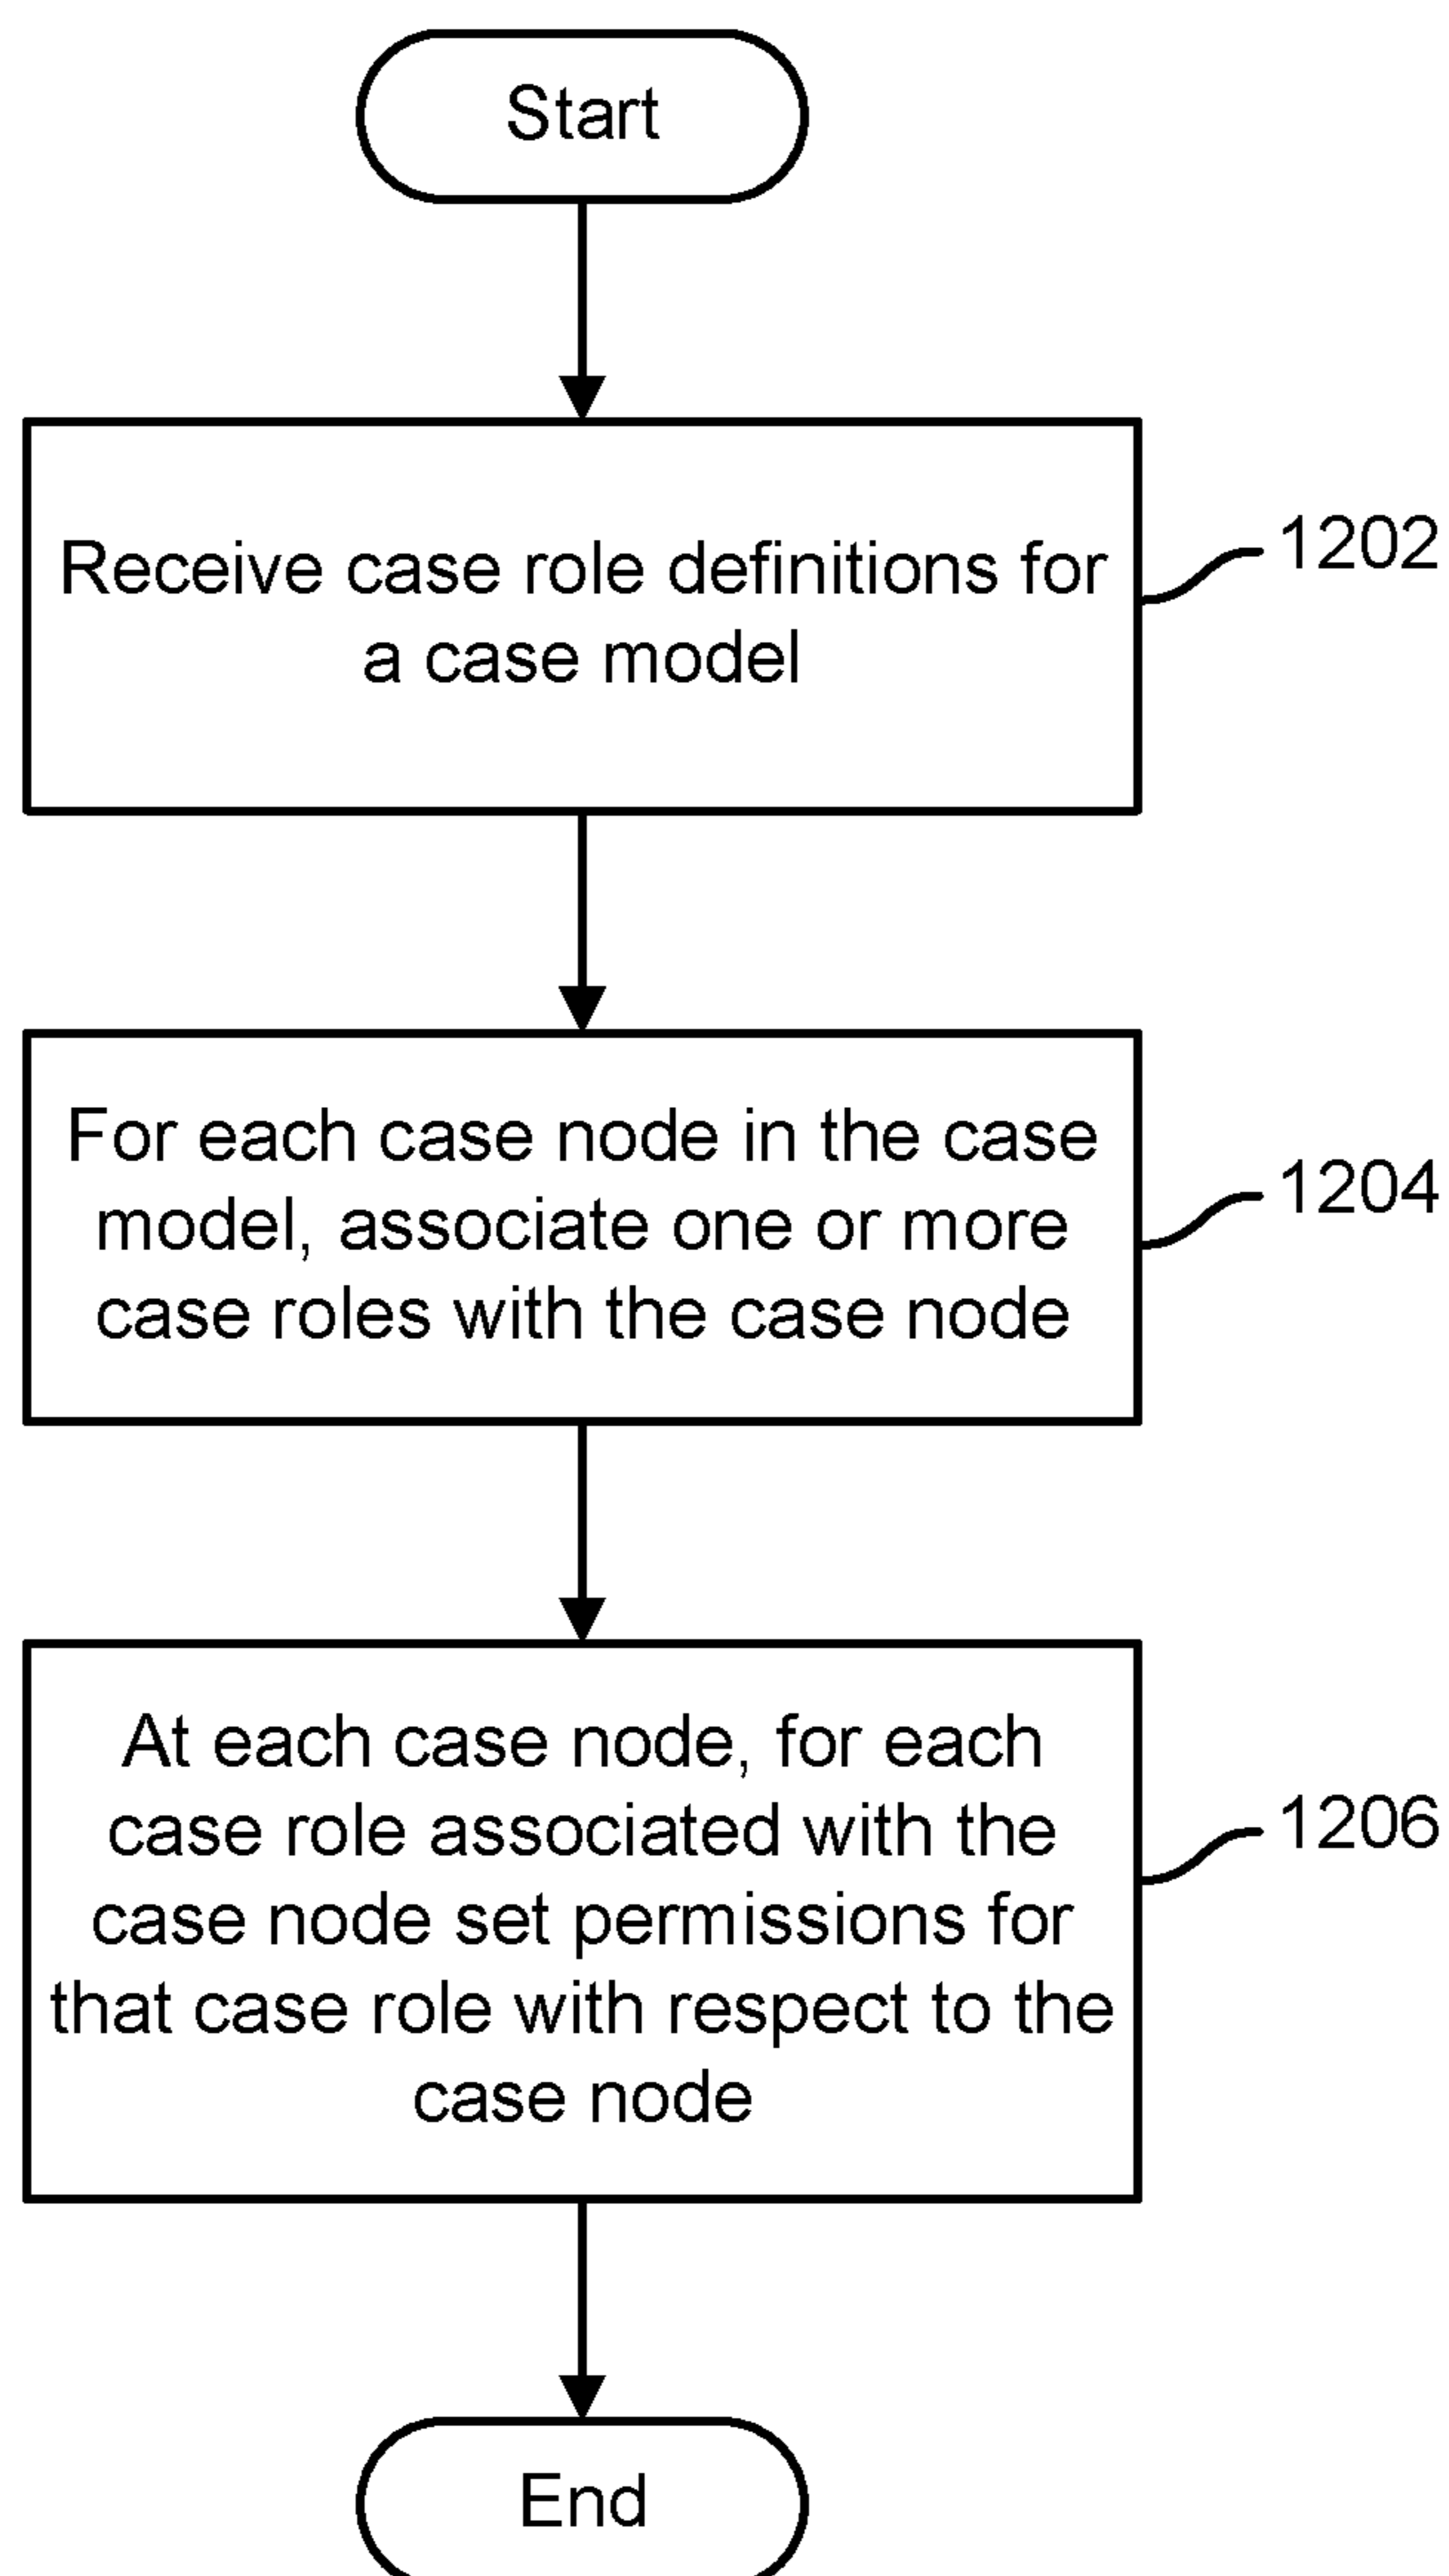 Start
Receive case role definitions for
a case model
1202
For each case node in the case
model, associate one or more
case roles with the case node
1204
At each case node, for each
case role associated with the
case node set permissions for
that case role with respect to the
case node
1206
End